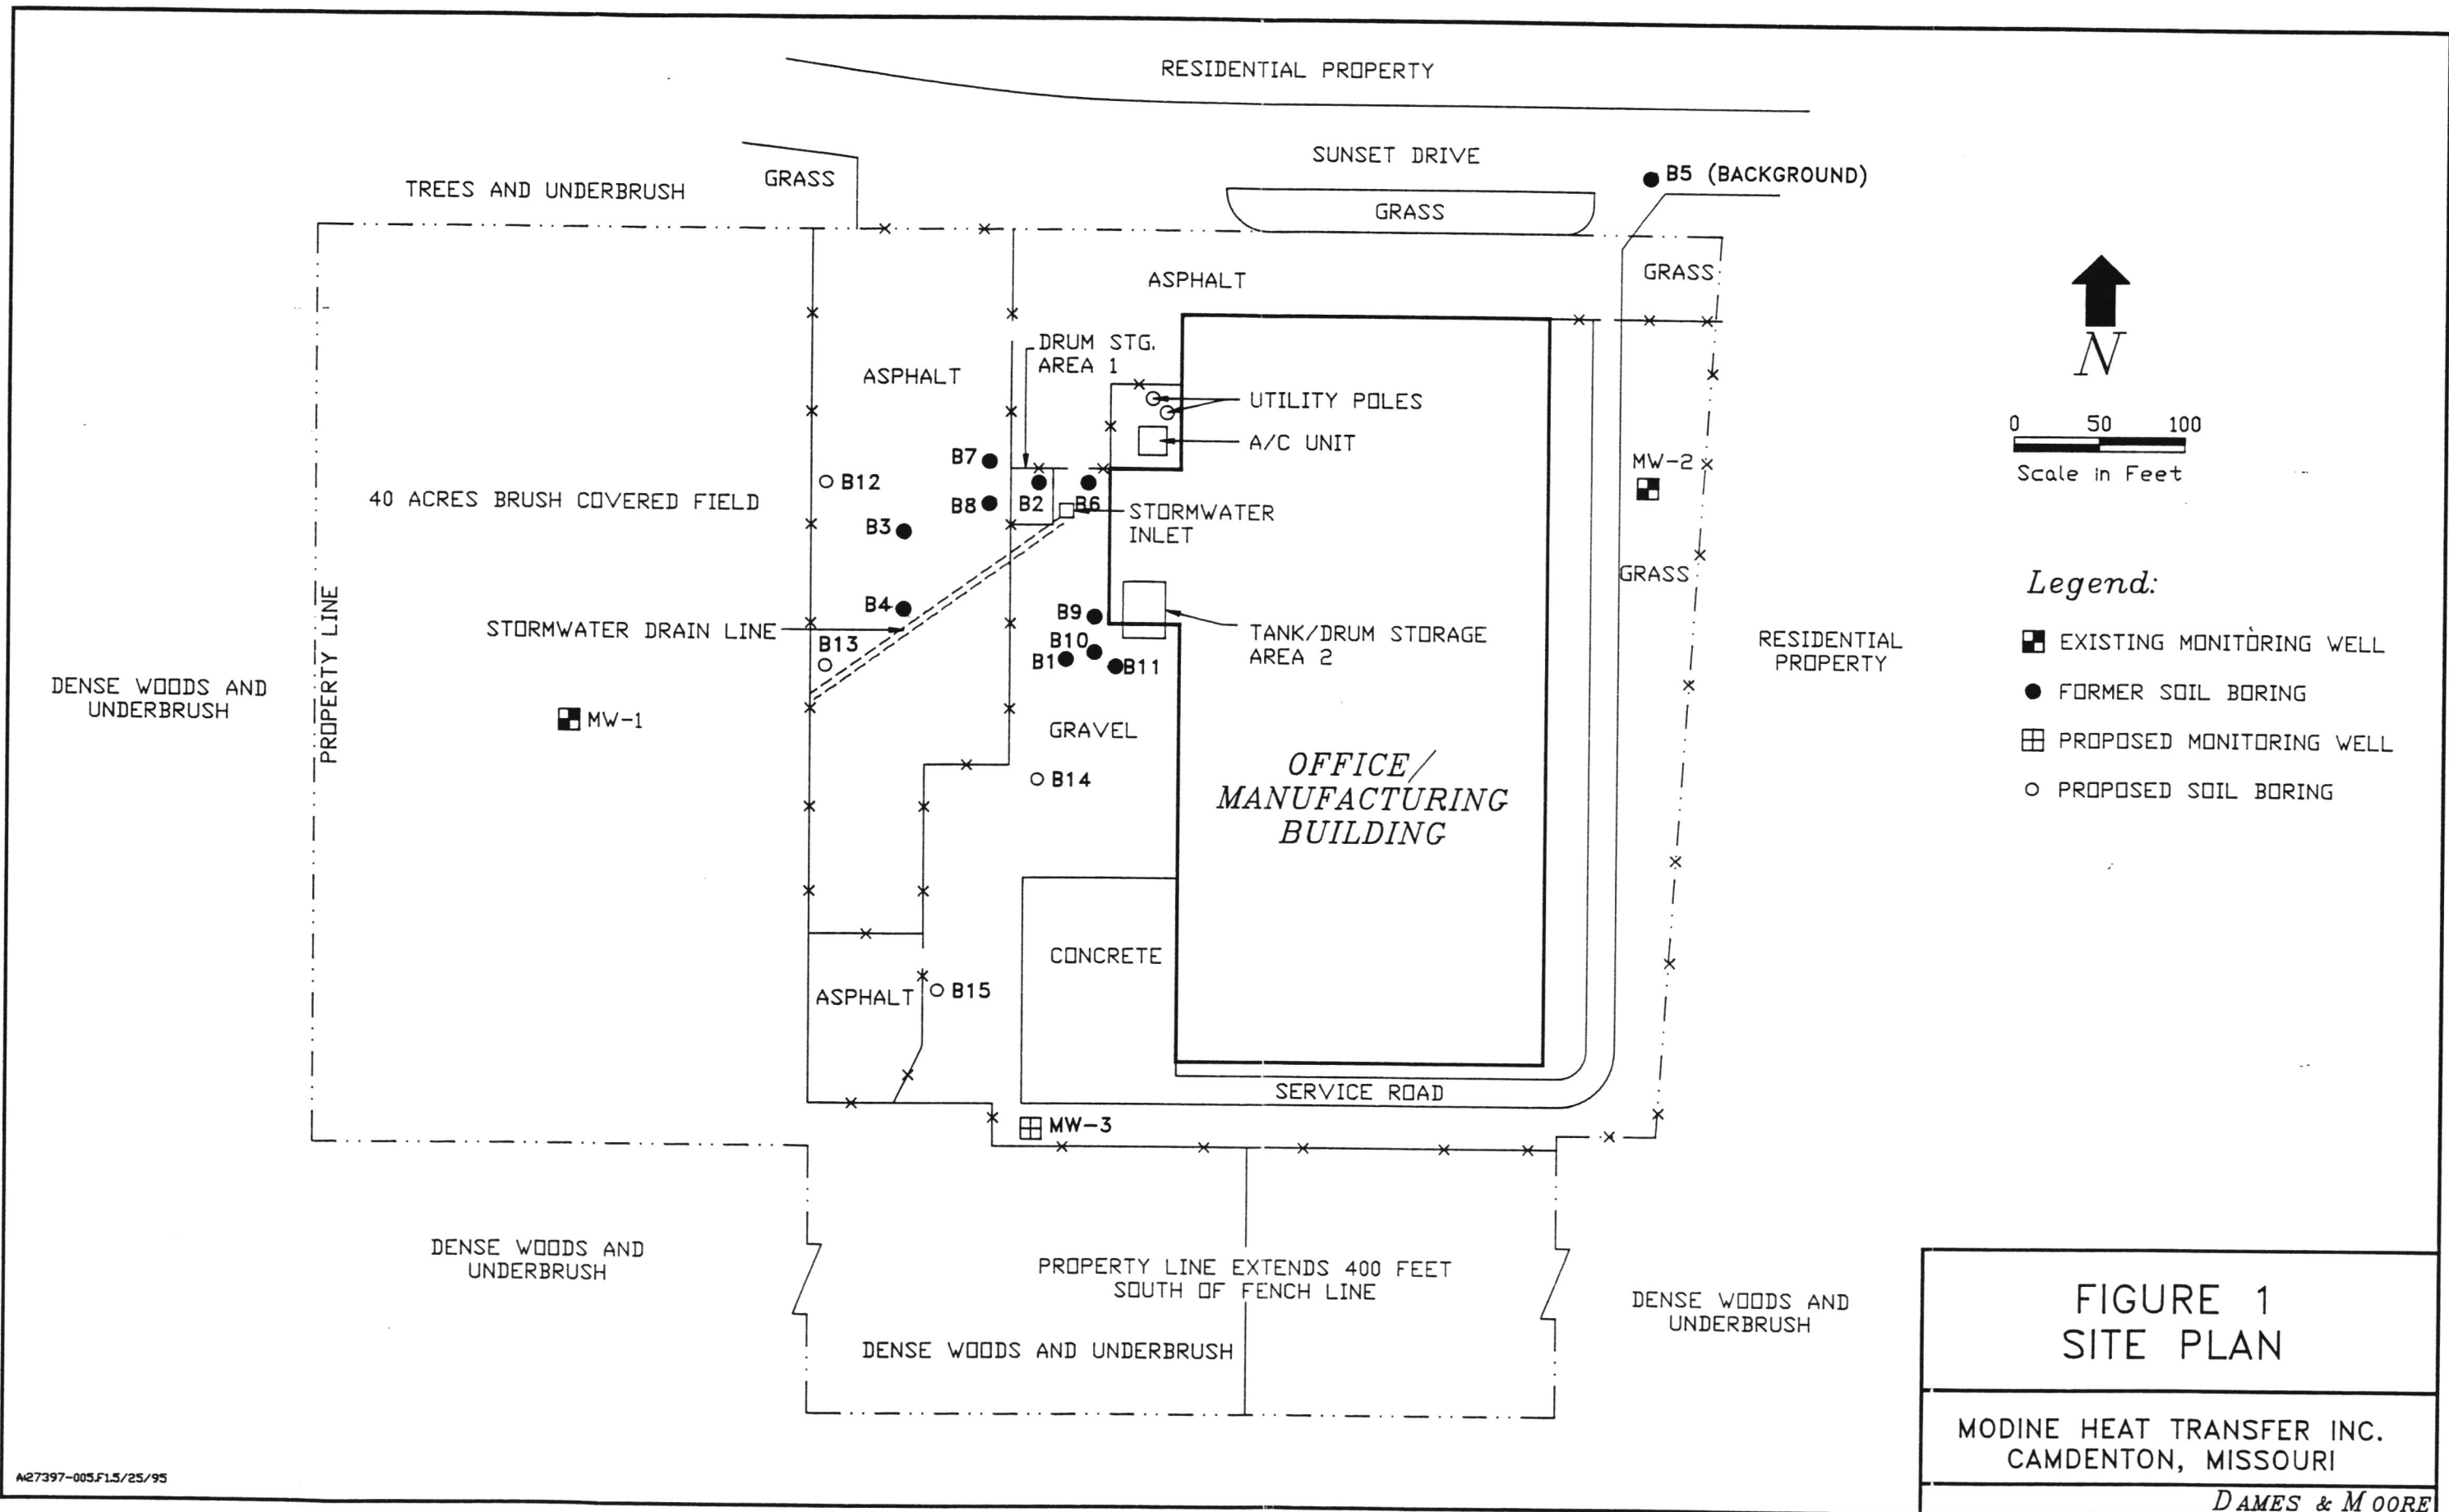 RESIDENTIAL PROPERTY
SUNSET DRIVE
B5 (BACKGROUND)
TREES AND UNDERBRUSH
GRASS
GRASS
ASPHALT
GRASS
N
DRUM STG.
AREA 1
ASPHALT
UTILITY POLES
A/C UNIT
0 50 100
Scale in Feet
MW-2
B7
B12
B8
B2
B6
40 ACRES BRUSH COVERED FIELD
STORMWATER
INLET
B3
GRASS
Legend:
EXISTING MONITORING WELL
FORMER SOIL BORING
PROPOSED MONITORING WELL
PROPOSED SOIL BORING
B4
B9
STORMWATER DRAIN LINE
B13
B10
B1
B11
TANK/DRUM STORAGE
AREA 2
RESIDENTIAL
PROPERTY
PROPERTY LINE
DENSE WOODS AND
UNDERBRUSH
MW-1
GRAVEL
B14
OFFICE/
MANUFACTURING
BUILDING
CONCRETE
ASPHALT
B15
SERVICE ROAD
MW-3
DENSE WOODS AND
UNDERBRUSH
PROPERTY LINE EXTENDS 400 FEET
SOUTH OF FENCH LINE
DENSE WOODS AND UNDERBRUSH
DENSE WOODS AND
UNDERBRUSH
FIGURE 1
SITE PLAN
MODINE HEAT TRANSFER INC.
CAMDENTON, MISSOURI
DAMES & MOORE
A:27397-005.F1.5/25/95